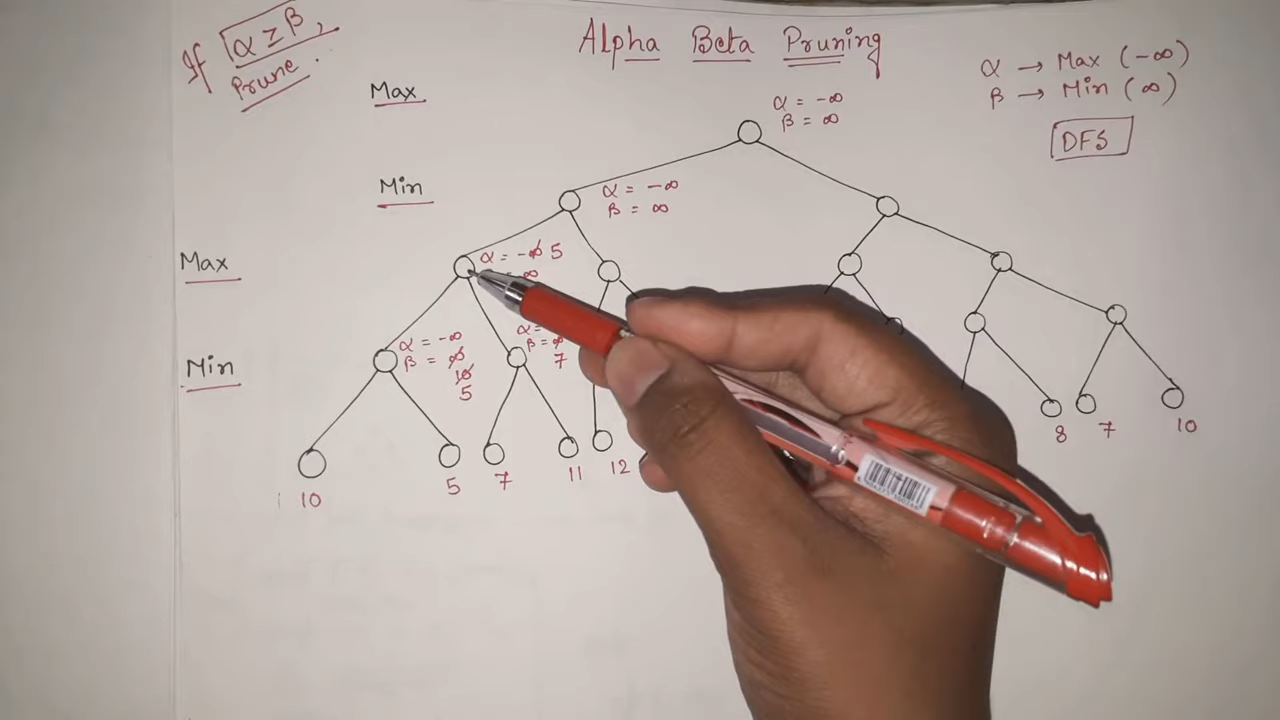 If α ≥ β,
Prune.
Alpha Beta Pruning
α → Max (-∞)
β → Min (∞)
DFS
Max
α = -∞
β = ∞
Min
α = -∞
β = ∞
Max
α = -∞ 5
= ∞
Min
α = -∞
β = ∞
10
5
α =
β = ∞
7
10
5
7
11
12
8
7
10